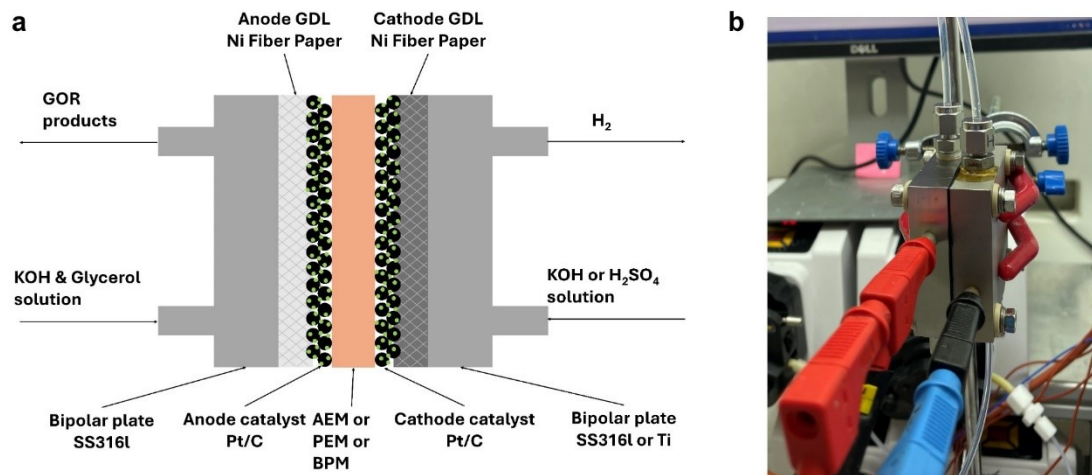 a
Anode GDL
Ni Fiber Paper
Cathode GDL
Ni Fiber Paper
GOR
products
H₂
KOH & Glycerol
solution
KOH or H₂SO₄
solution
Bipolar plate
SS316l
Anode catalyst
Pt/C
AEM or
PEM or
BPM
Cathode catalyst
Pt/C
Bipolar plate
SS316l or Ti
b
DELL